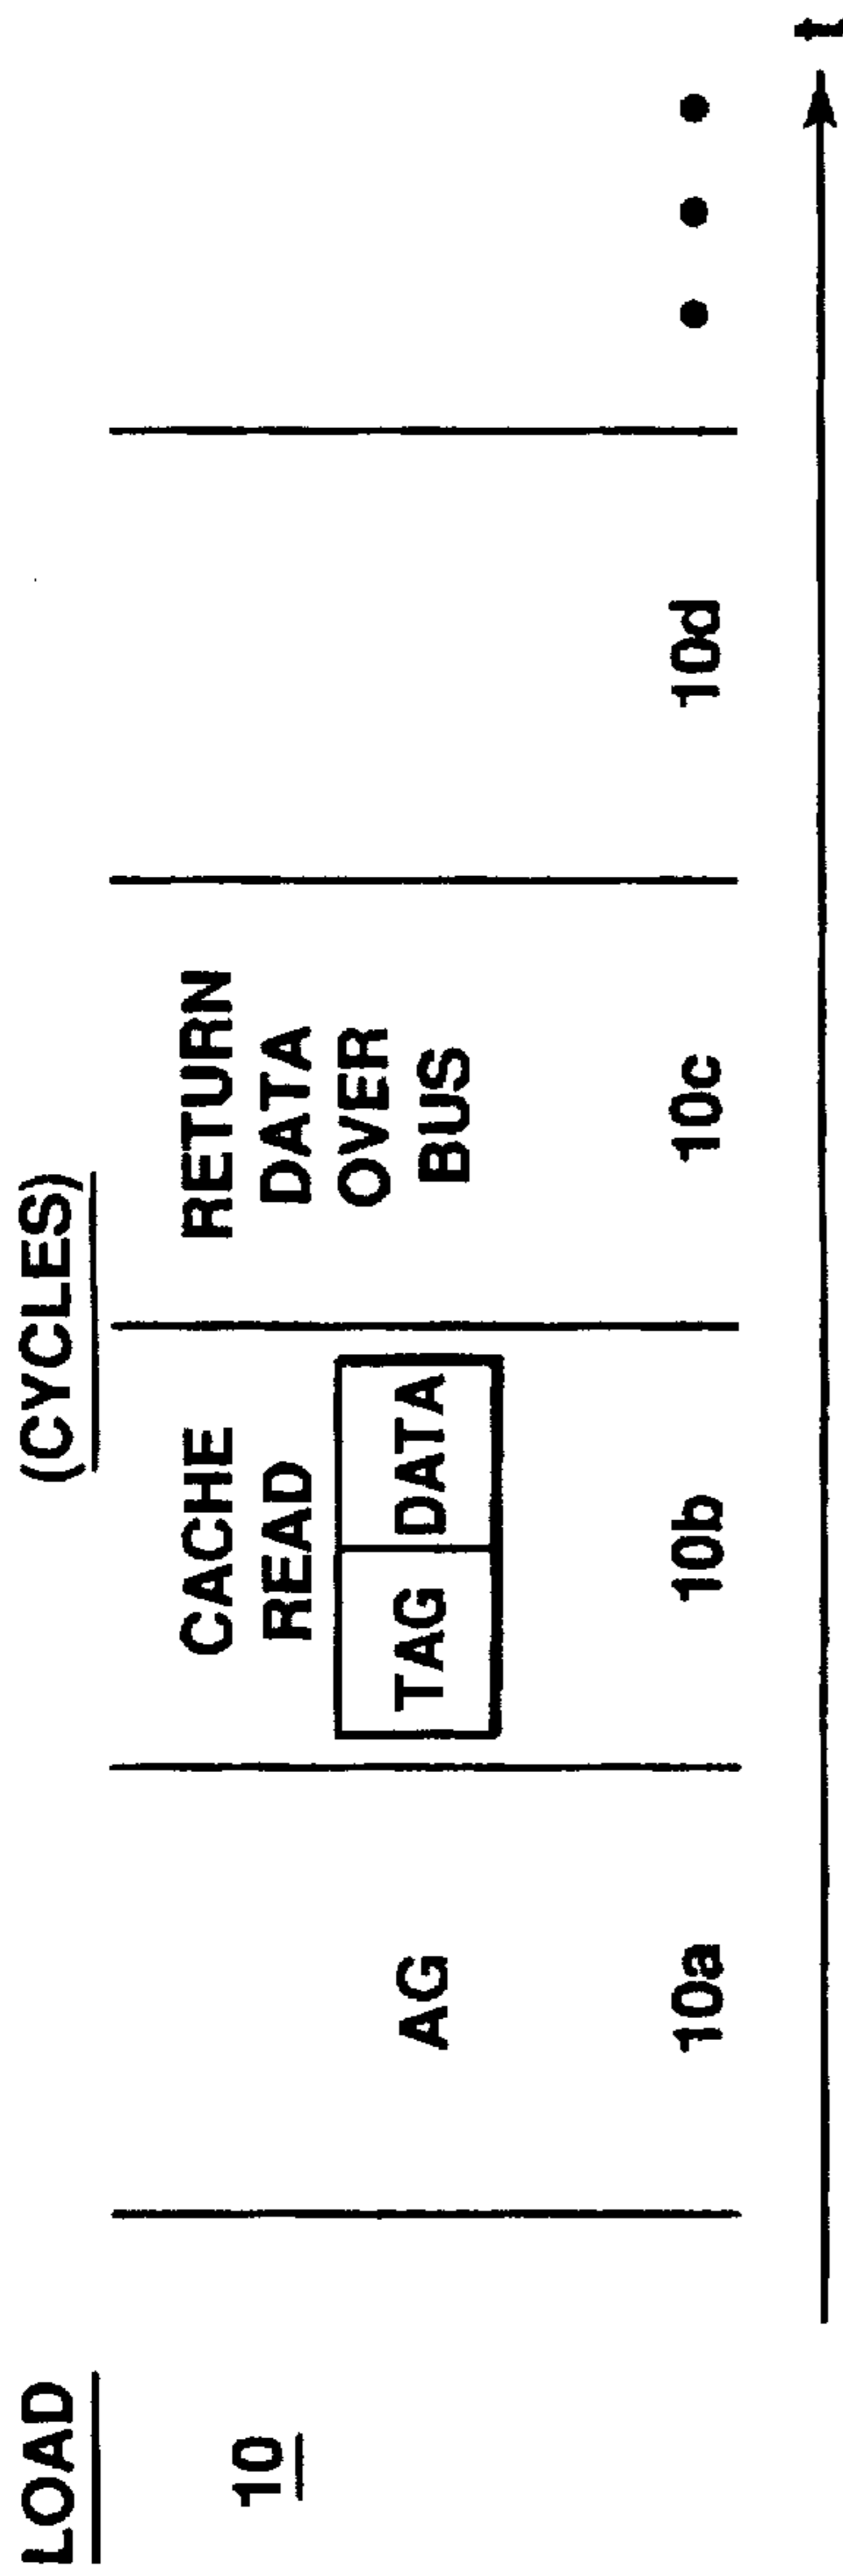 LOAD
(CYCLES)
10
AG
CACHE
READ
TAG DATA
RETURN
DATA
OVER
BUS
10a 10b 10c 10d
t